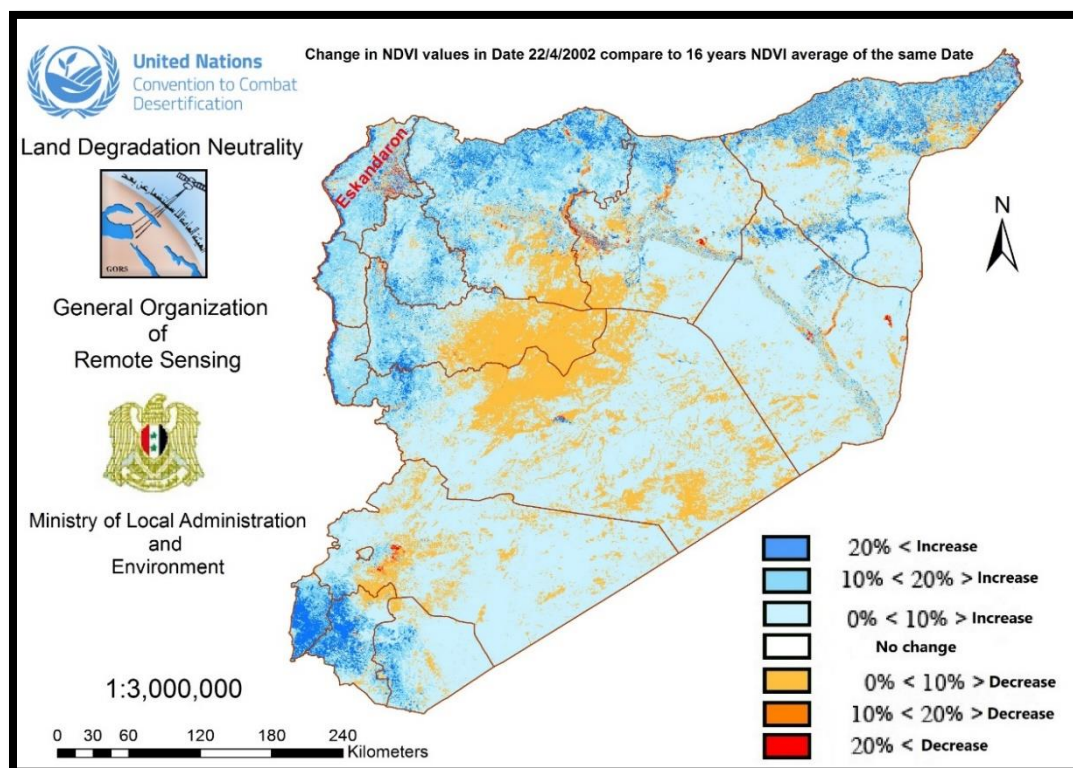 Change in NDVI values in Date 22/4/2002 compare to 16 years NDVI average of the same Date
United Nations
Convention to Combat
Desertification
Land Degradation Neutrality
GORS
General Organization
of
Remote Sensing
Ministry of Local Administration
and
Environment
1:3,000,000
0 30 60 120 180 240
Kilometers
Eskandaron
N
20% < Increase
10% < 20% > Increase
0% < 10% > Increase
No change
0% < 10% > Decrease
10% < 20% > Decrease
20% < Decrease